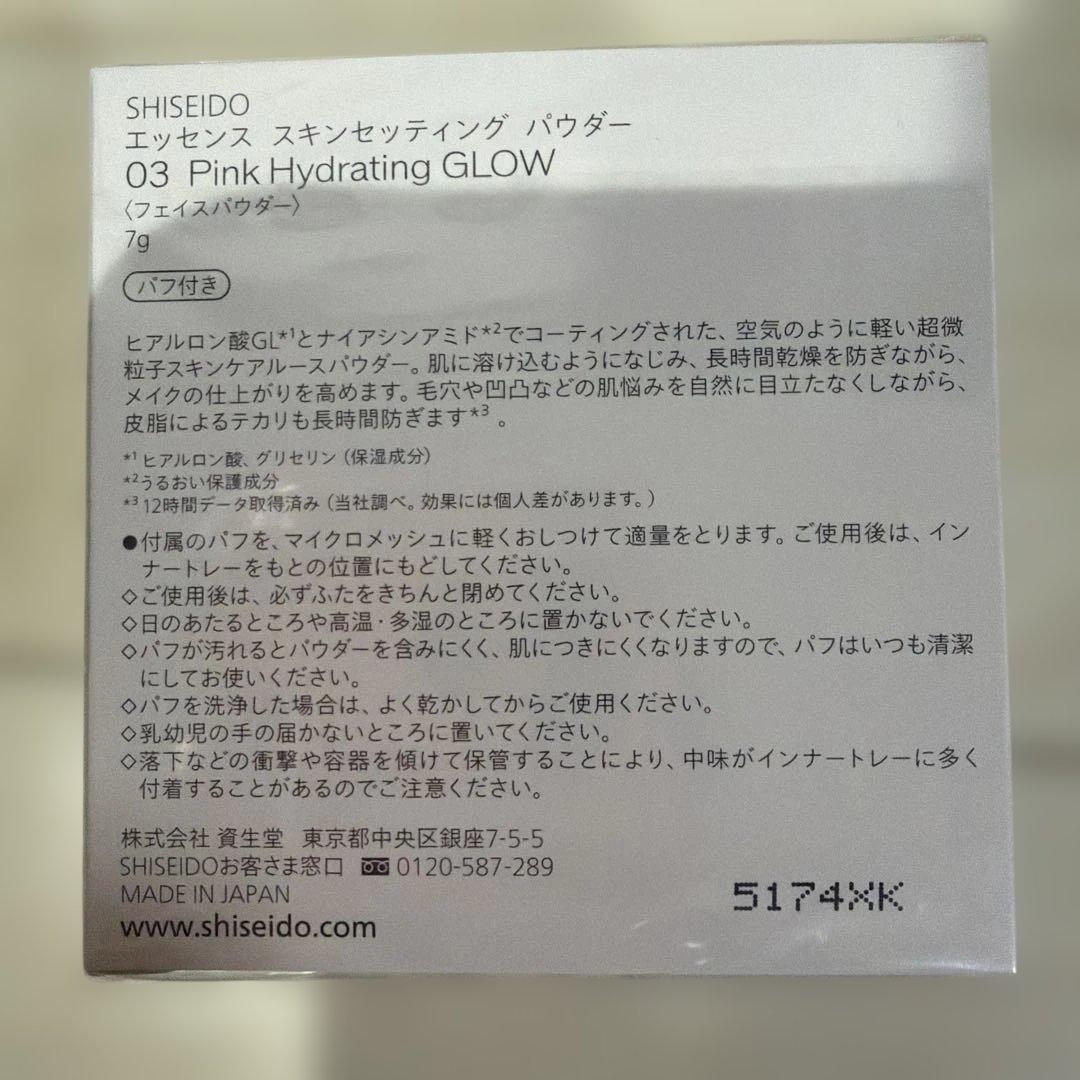 SHISEIDO
エッセンス スキンセッティング パウダー
03 Pink Hydrating GLOW
〈フェイスパウダー〉
7g
パフ付き
ヒアルロン酸GL*1とナイアシンアミド*2でコーティングされた、空気のように軽い超微
粒子スキンケアルースパウダー。肌に溶け込むようになじみ、長時間乾燥を防ぎながら、
メイクの仕上がりを高めます。毛穴や凹凸などの肌悩みを自然に目立たなくしながら、
皮脂によるテカリも長時間防ぎます*3。
*1 ヒアルロン酸、グリセリン（保湿成分）
*2 うるおい保護成分
*3 12時間データ取得済み（当社調べ。効果には個人差があります。）
●付属のパフを、マイクロメッシュに軽くおしつけて適量をとります。ご使用後は、イン
ナートレーをもとの位置にもどしてください。
◇ご使用後は、必ずふたをきちんと閉めてください。
◇日のあたるところや高温・多湿のところに置かないでください。
◇パフが汚れるとパウダーを含みにくく、肌につきにくくなりますので、パフはいつも清潔
にしてお使いください。
◇パフを洗浄した場合は、よく乾かしてからご使用ください。
◇乳幼児の手の届かないところに置いてください。
◇落下などの衝撃や容器を傾けて保管することにより、中味がインナートレーに多く
付着することがあるのでご注意ください。
株式会社 資生堂 東京都中央区銀座7-5-5
SHISEIDOお客さま窓口 0120-587-289
MADE IN JAPAN
www.shiseido.com
5174XK